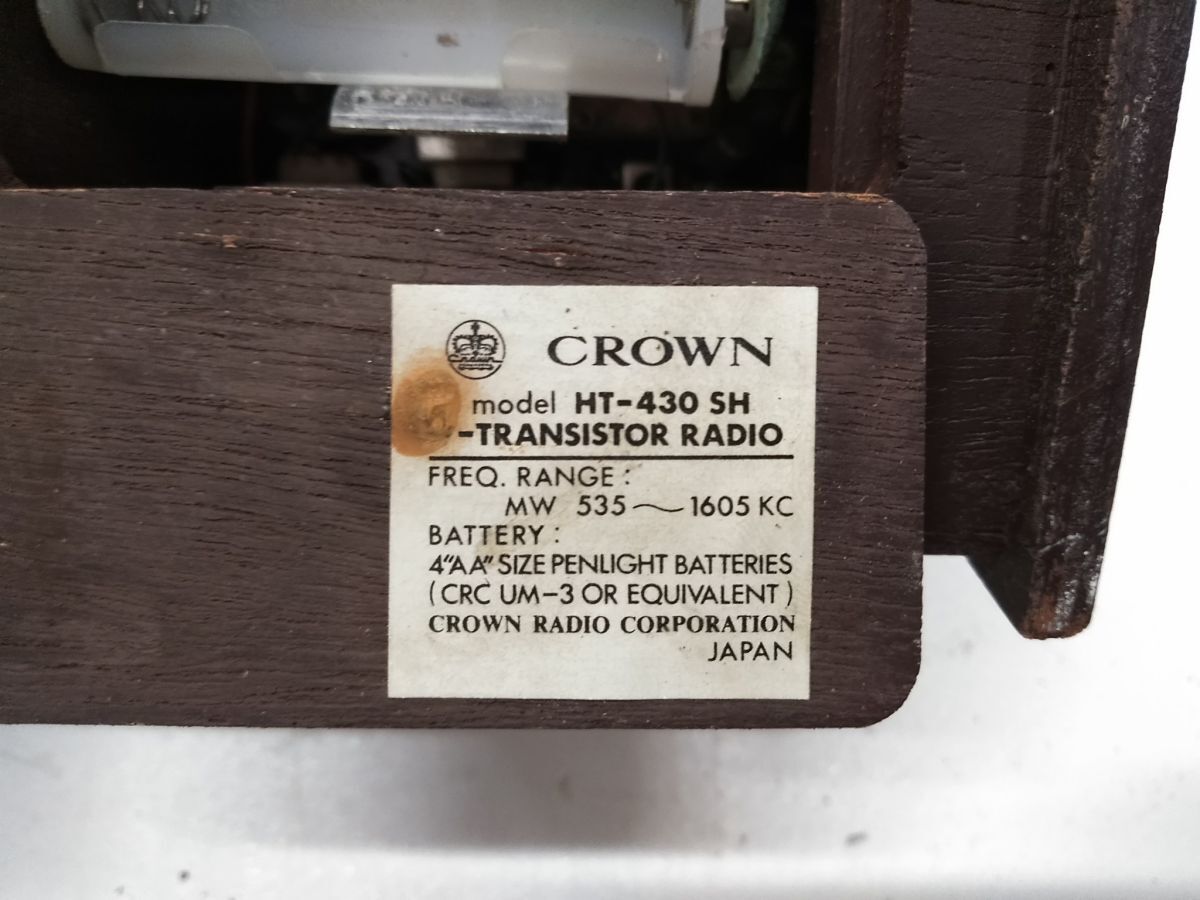 Crown
CROWN
model HT-430 SH
-TRANSISTOR RADIO
FREQ. RANGE :
MW 535~1605 KC
BATTERY :
4"AA" SIZE PENLIGHT BATTERIES
(CRC UM-3 OR EQUIVALENT)
CROWN RADIO CORPORATION
JAPAN